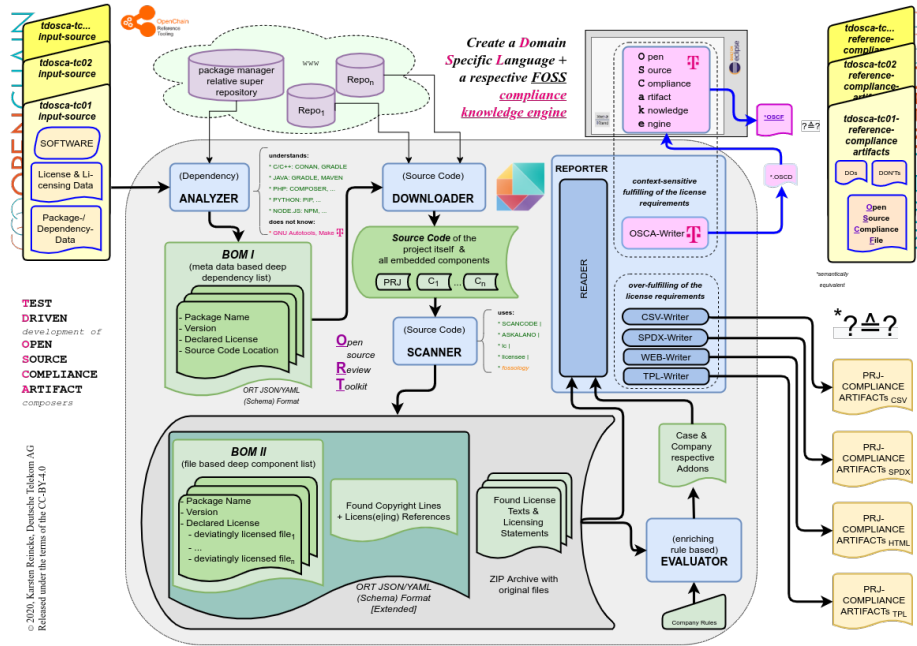 tdosca-tc...
input-source
tdosca-tc02
input-source
tdosca-tc01
input-source
SOFTWARE
License & Li-
censing Data
Package-/
Dependency-
Data
OpenChain
Reference
Tooling
package manager
relative super
repository
www
Repo1
Repon
Create a Domain
Specific Language +
a respective FOSS
compliance
knowledge engine
O pen
S ource
C ompliance
a rtifact
k nowledge
e ngine
eclipse
*OSCF
?≙?
*.OSCD
tdosca-tc...
reference-
complian-
tdosca-tc02
reference-
compliance-
tdosca-tc01-
reference-
compliance
artifacts
DOs
DON'Ts
Open
Source
Compliance
File
*semantically
equivalent
*?≙?
(Dependency)
ANALYZER
understands:
* C/C++: CONAN, GRADLE
* JAVA: GRADLE, MAVEN
* PHP: COMPOSER, ...
* PYTHON: PIP, ...
* NODE.JS: NPM, ...
does not know:
* GNU Autotools, Make
(Source Code)
DOWNLOADER
BOM I
(meta data based deep
dependency list)
- Package Name
- Version
- Declared License
- Source Code Location
ORT JSON/YAML
(Schema) Format
Source Code of the
project itself &
all embedded components
PRJ
C1
...
Cn
(Source Code)
SCANNER
uses:
* SCANCODE |
* ASKALANO |
* lc |
* licensee |
* fossology
Open
source
Review
Toolkit
REPORTER
READER
context-sensitive
fulfilling of the license
requirements
OSCA-Writer
over-fulfilling of the
license requirements
CSV-Writer
SPDX-Writer
WEB-Writer
TPL-Writer
TEST
DRIVEN
development of
OPEN
SOURCE
COMPLIANCE
ARTIFACT
composers
© 2020, Karsten Reincke, Deutsche Telekom AG
Released under the terms of the CC-BY-4.0
BOM II
(file based deep component list)
- Package Name
- Version
- Declared License
- deviatingly licensed file1
- ...
- deviatingly licensed filen
Found Copyright Lines
+ Licens(e|ing) References
ORT JSON/YAML
(Schema) Format
[Extended]
Found License
Texts &
Licensing
Statements
ZIP Archive with
original files
Case &
Company
respective
Addons
(enriching
rule based)
EVALUATOR
Company Rules
PRJ-
COMPLIANCE
ARTIFACTs CSV
PRJ-
COMPLIANCE
ARTIFACTs SPDX
PRJ-
COMPLIANCE
ARTIFACTs HTML
PRJ-
COMPLIANCE
ARTIFACTs TPL